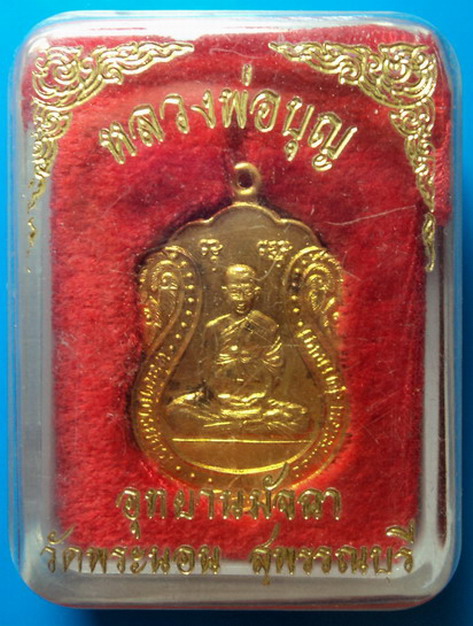 หลวงพ่อบุญ
อุทยานมัจฉา
วัดพระนอน สุพรรณบุรี